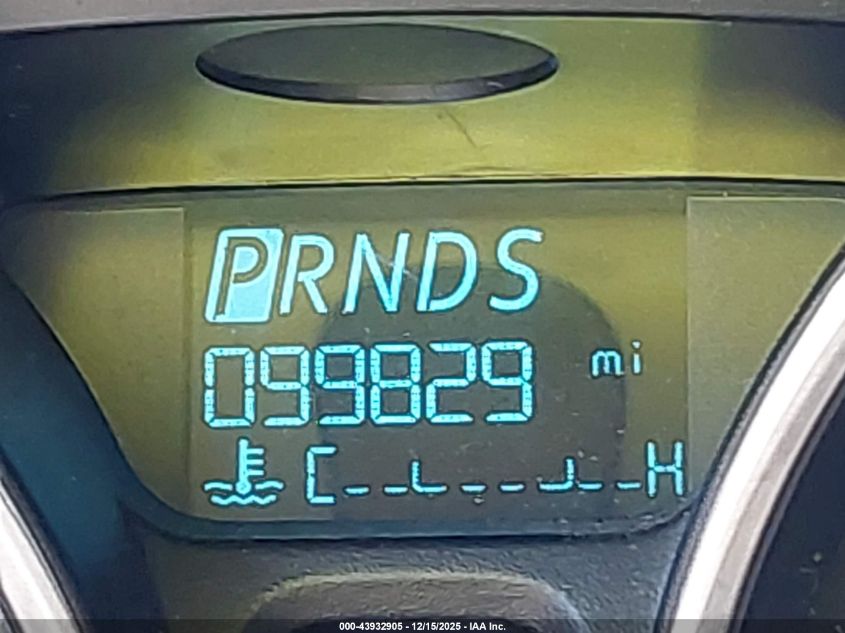 PRNDS
099829 mi
C H
000-43932905 - 12/15/2025 - IAA Inc.